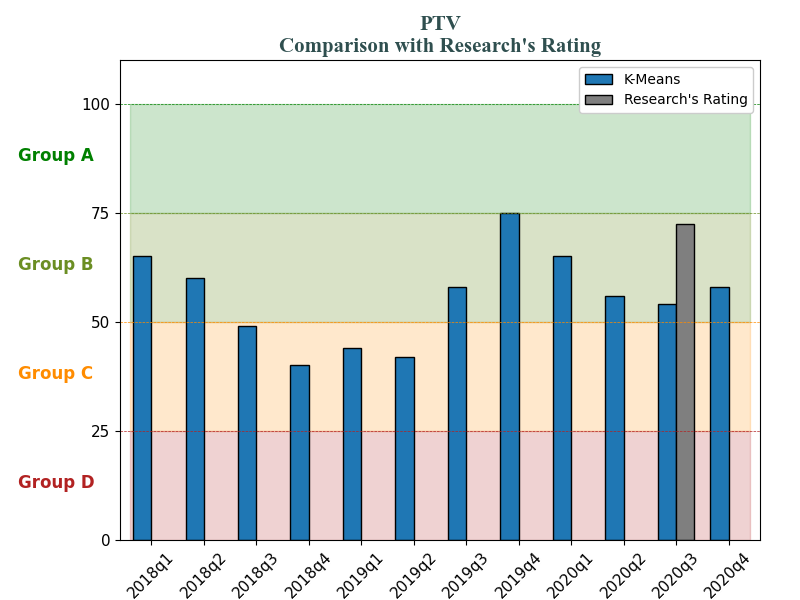 PTV
Comparison with Research's Rating
K-Means
Research's Rating
100
Group A
75
Group B
50
Group C
25
Group D
0
2018q1
2018q2
2018q3
2018q4
2019q1
2019q2
2019q3
2019q4
2020q1
2020q2
2020q3
2020q4